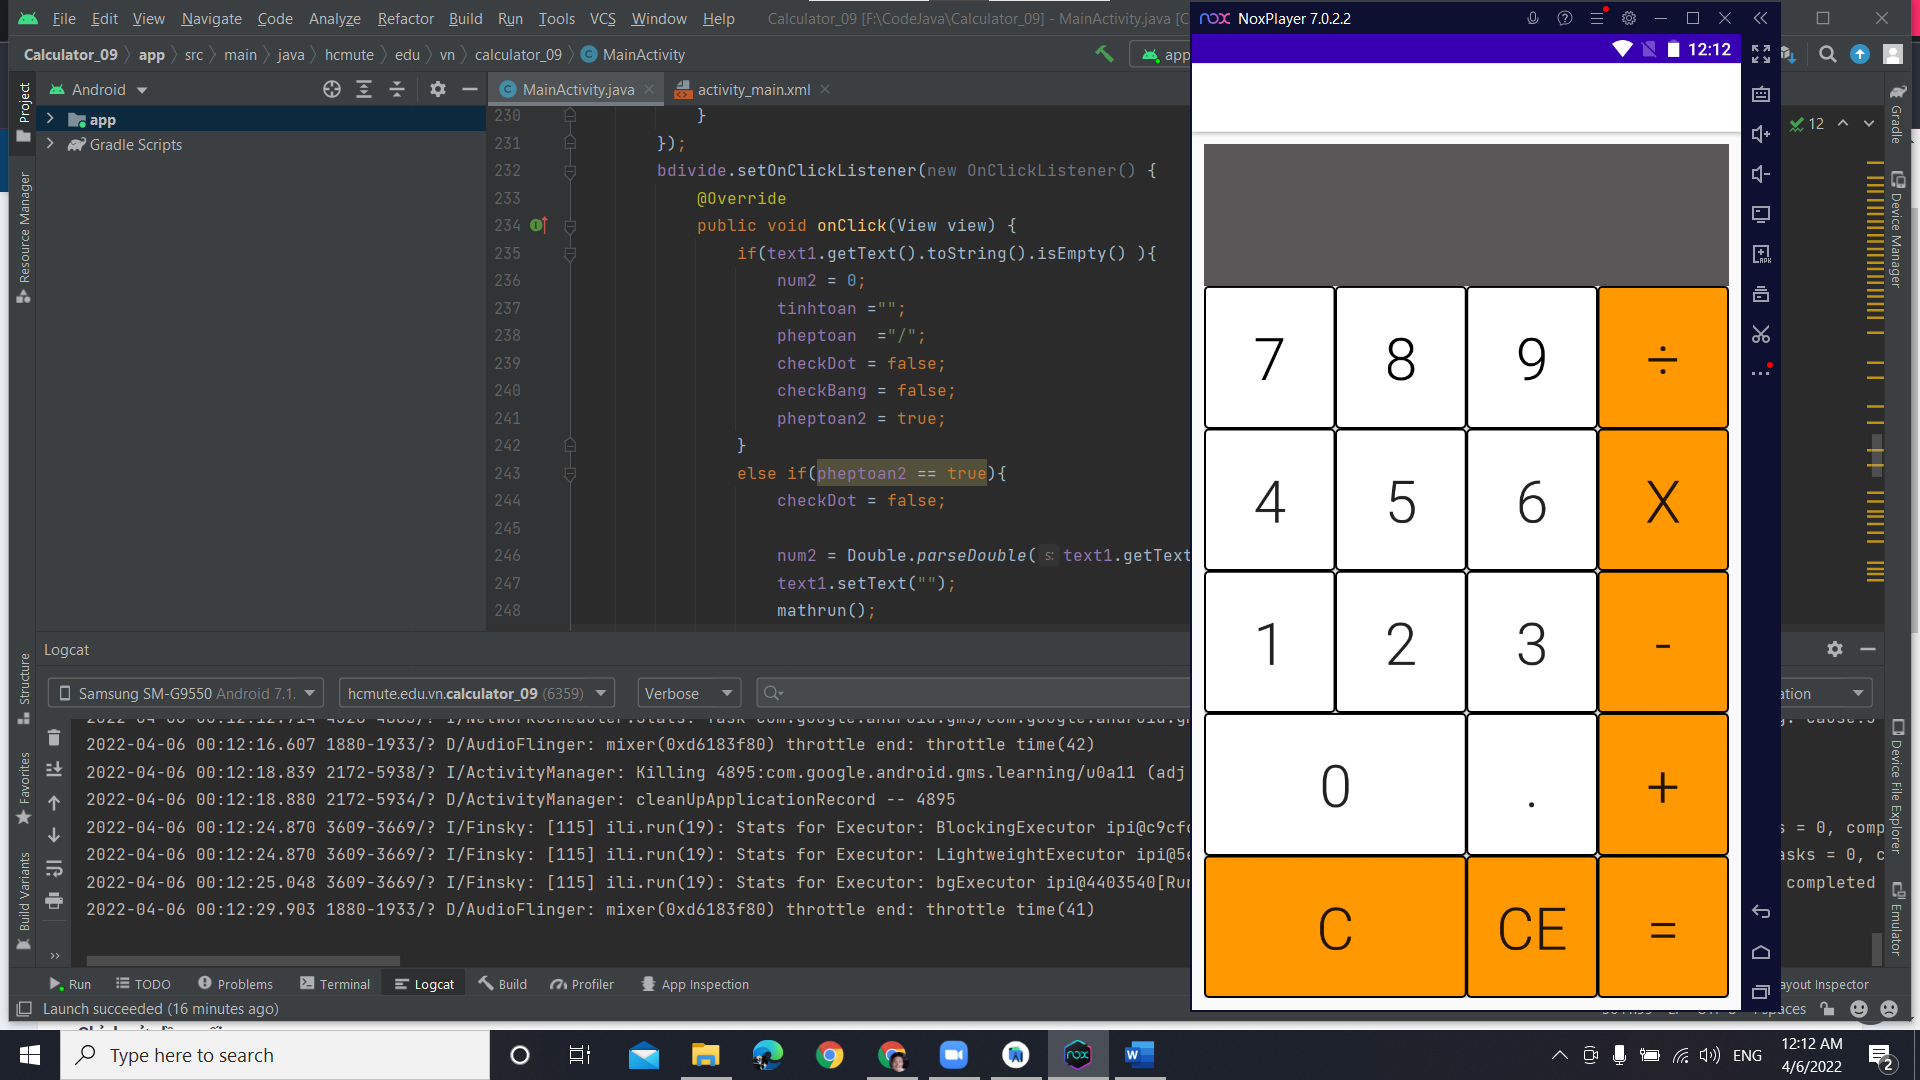 File Edit View Navigate Code Analyze Refactor Build Run Tools VCS Window Help Calculator_09 [F:\CodeJava\Calculator_09] - MainActivity.java [C
Calculator_09 app src main java hcmute edu vn calculator_09 MainActivity app
Project
Resource Manager
Structure
Favorites
Build Variants
Android
app
Gradle Scripts
MainActivity.java activity_main.xml
12
230 }
231 });
232 bdivide.setOnClickListener(new OnClickListener() {
233 @Override
234 public void onClick(View view) {
235 if(text1.getText().toString().isEmpty() ){
236 num2 = 0;
237 tinhtoan ="";
238 pheptoan ="/";
239 checkDot = false;
240 checkBang = false;
241 pheptoan2 = true;
242 }
243 else if(pheptoan2 == true){
244 checkDot = false;
245
246 num2 = Double.parseDouble( s: text1.getText
247 text1.setText("");
248 mathrun();
Logcat
Samsung SM-G9550 Android 7.1. hcmute.edu.vn.calculator_09 (6359) Verbose ation
2022-04-06 00:12:16.607 1880-1933/? D/AudioFlinger: mixer(0xd6183f80) throttle end: throttle time(42)
2022-04-06 00:12:18.839 2172-5938/? I/ActivityManager: Killing 4895:com.google.android.gms.learning/u0a11 (adj
2022-04-06 00:12:18.880 2172-5934/? D/ActivityManager: cleanUpApplicationRecord -- 4895
2022-04-06 00:12:24.870 3609-3669/? I/Finsky: [115] ili.run(19): Stats for Executor: BlockingExecutor ipi@c9cfc s = 0, comp
2022-04-06 00:12:24.870 3609-3669/? I/Finsky: [115] ili.run(19): Stats for Executor: LightweightExecutor ipi@5e asks = 0, c
2022-04-06 00:12:25.048 3609-3669/? I/Finsky: [115] ili.run(19): Stats for Executor: bgExecutor ipi@4403540[Run completed
2022-04-06 00:12:29.903 1880-1933/? D/AudioFlinger: mixer(0xd6183f80) throttle end: throttle time(41)
Run TODO Problems Terminal Logcat Build Profiler App Inspection ayout Inspector
Launch succeeded (16 minutes ago)
nox NoxPlayer 7.0.2.2
12:12
7 8 9 ÷
4 5 6 X
1 2 3 -
0 . +
C CE =
Gradle
Device Manager
Device File Explorer
Emulator
Type here to search
ENG
12:12 AM
4/6/2022
2